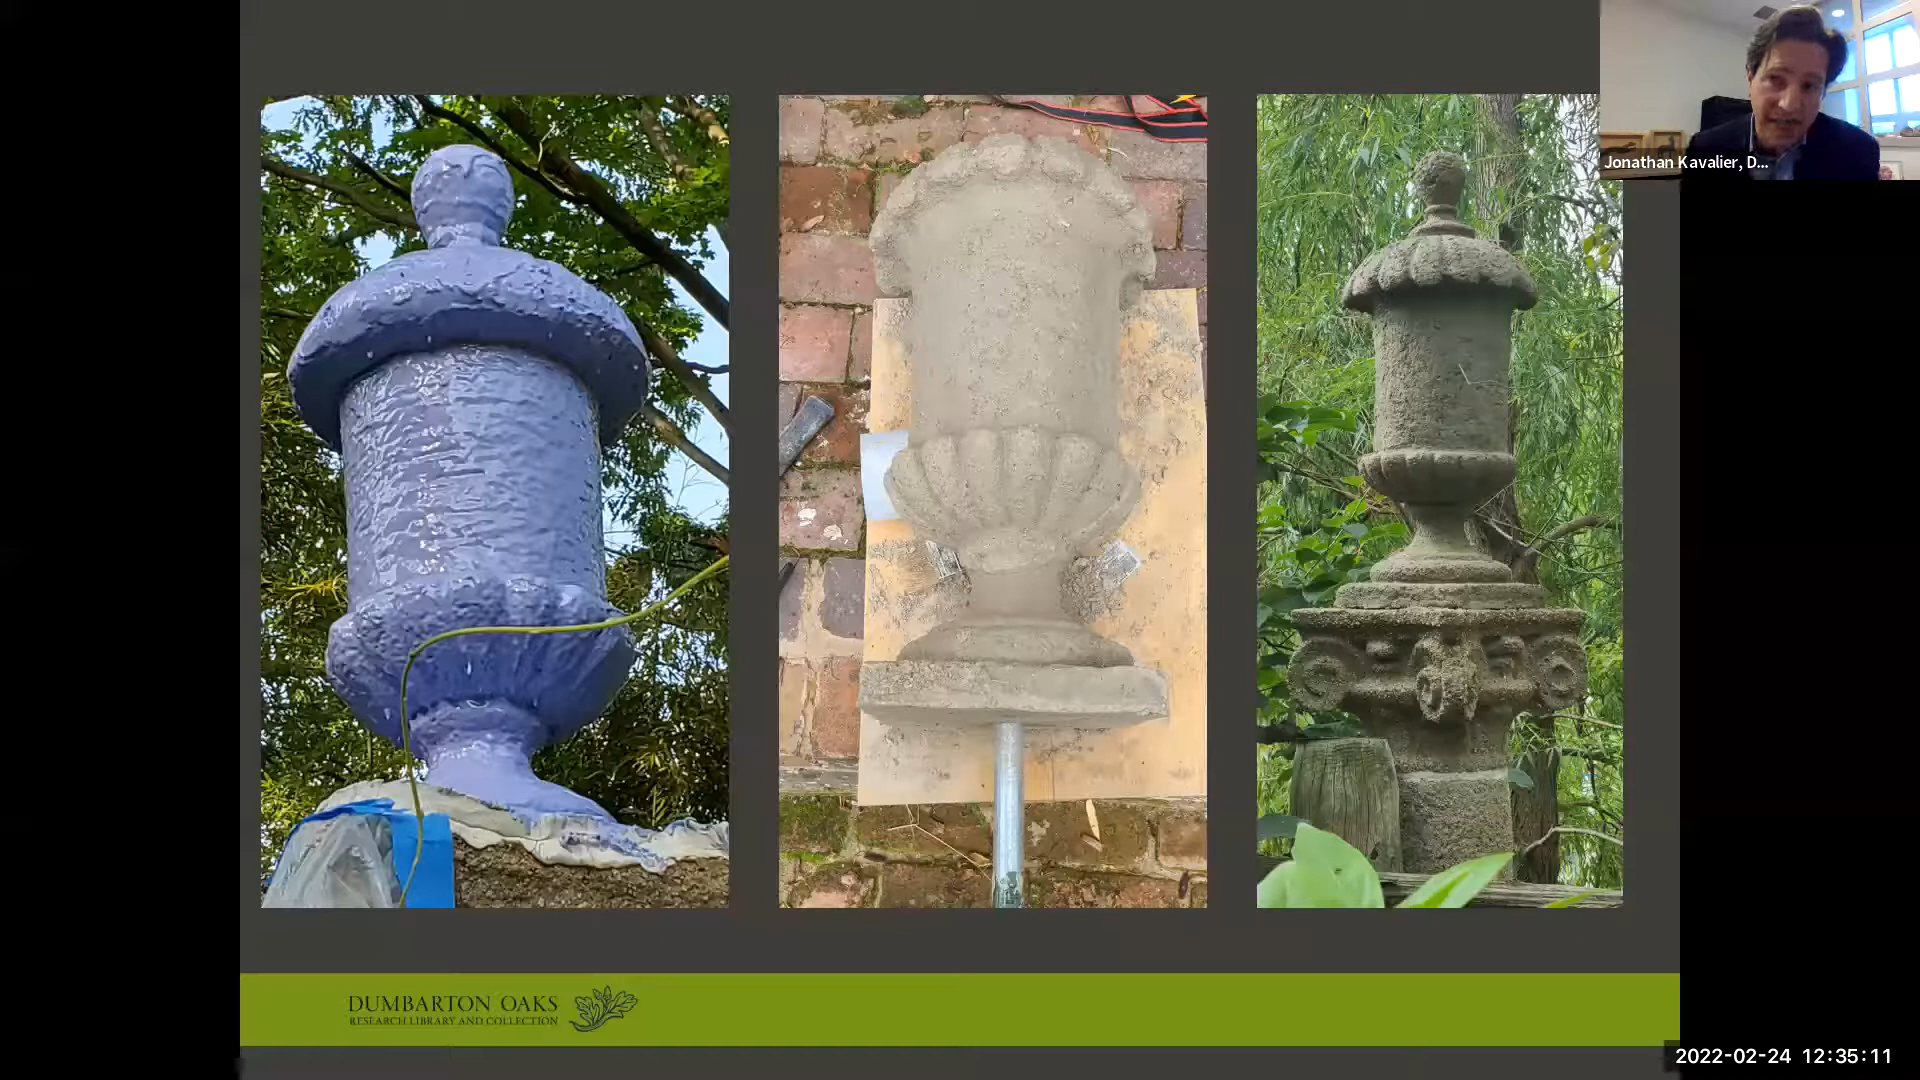 Jonathan Kavalier, D...
DUMBARTON OAKS
RESEARCH LIBRARY AND COLLECTION
2022-02-24 12:35:11